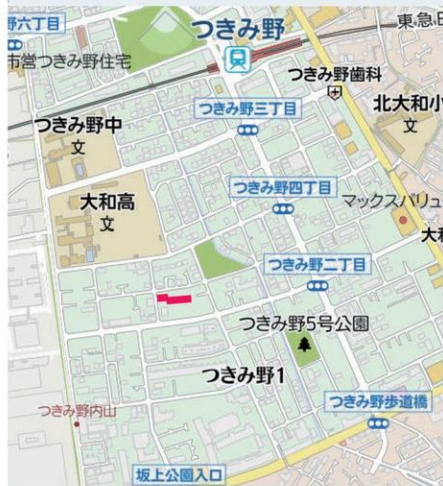 野六丁目
つきみ野
東急田
市営つきみ野住宅
つきみ野歯科
北大和小
文
つきみ野三丁目
つきみ野中
文
つきみ野四丁目
大和高
文
マックスバリュ
大和
つきみ野二丁目
つきみ野5号公園
つきみ野1
つきみ野歩道橋
つきみ野内山
坂上公園入口